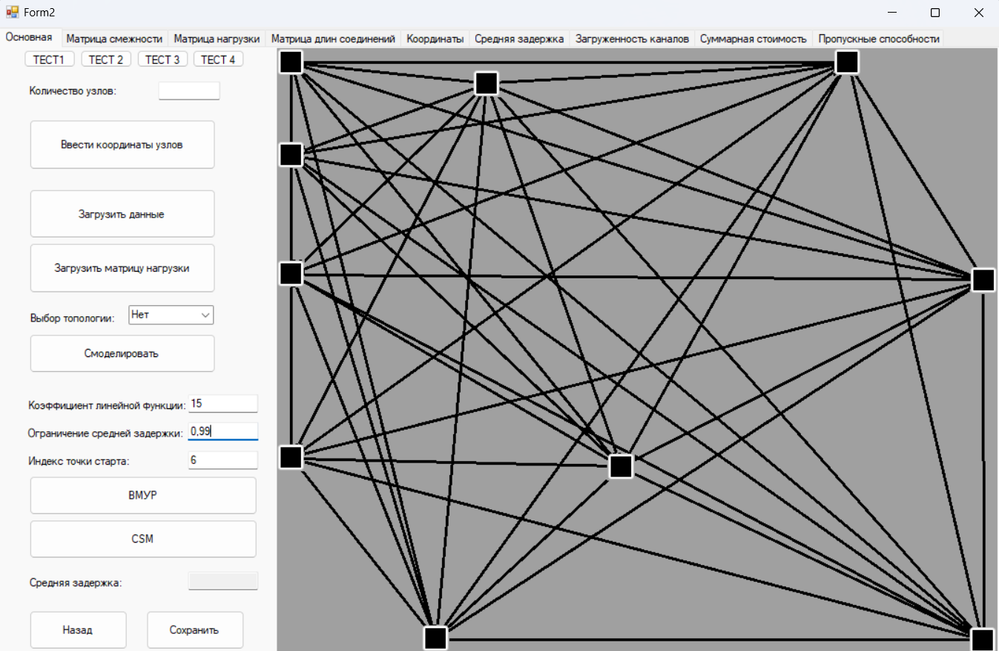 Form2
Основная Матрица смежности Матрица нагрузки Матрица длин соединений Координаты Средняя задержка Загруженность каналов Суммарная стоимость Пропускные способности
ТЕСТ1 ТЕСТ 2 ТЕСТ 3 ТЕСТ 4
Количество узлов:
Ввести координаты узлов
Загрузить данные
Загрузить матрицу нагрузки
Выбор топологии: Нет
Смоделировать
Коэффициент линейной функции: 15
Ограничение средней задержки: 0,99
Индекс точки старта: 6
ВМУР
CSM
Средняя задержка:
Назад Сохранить